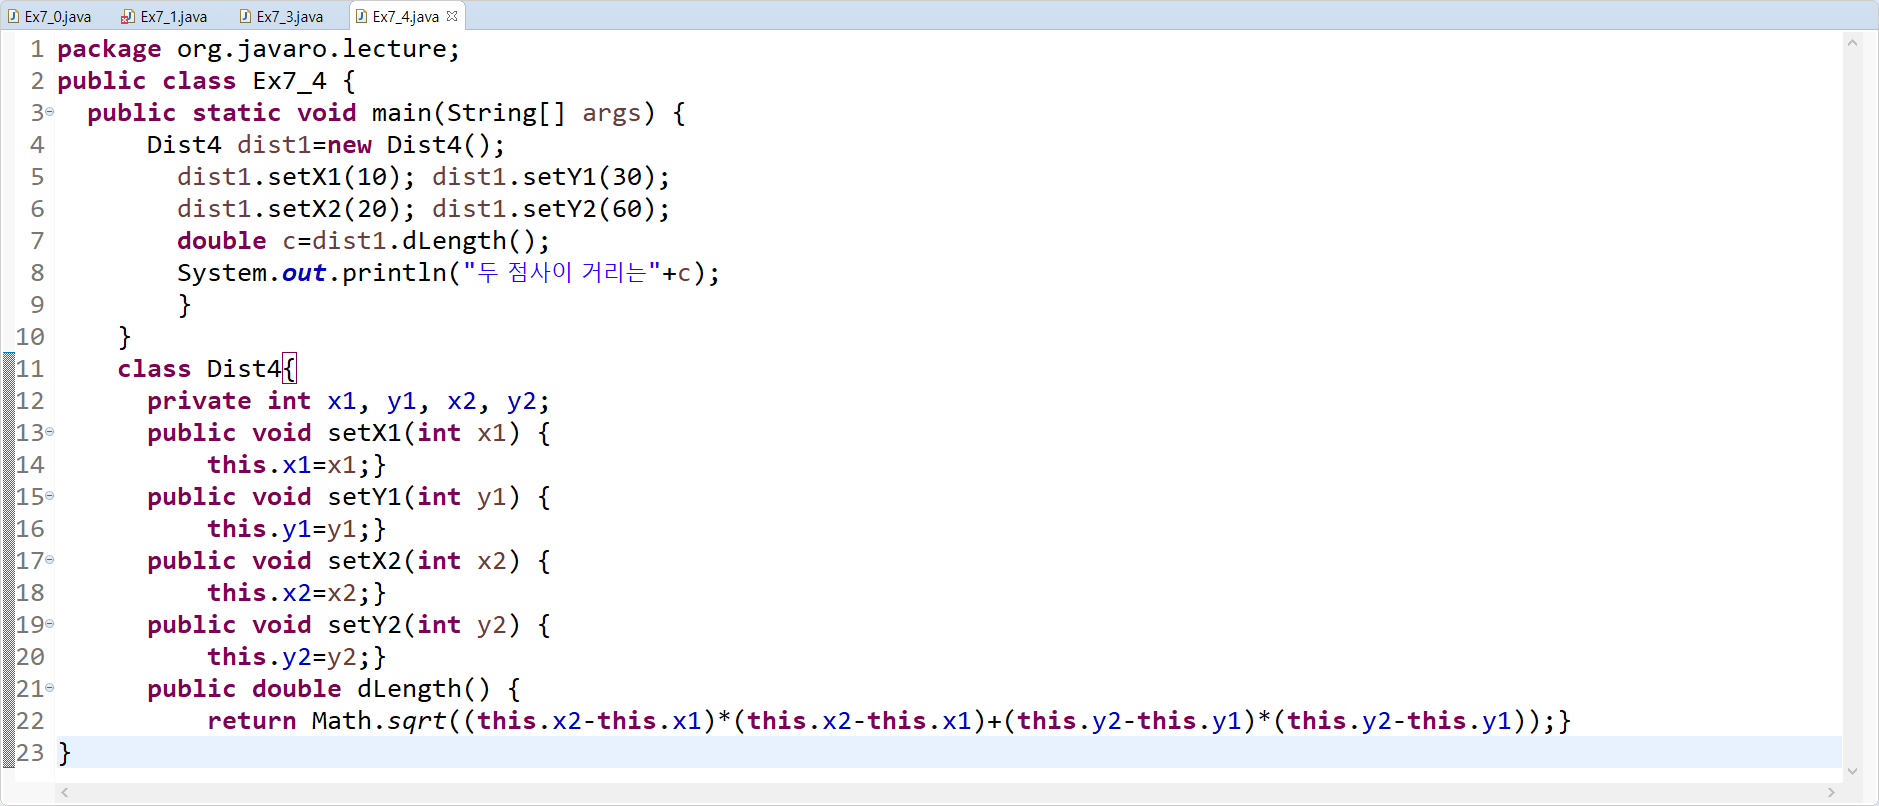 Ex7_0.java Ex7_1.java Ex7_3.java Ex7_4.java
1 package org.javaro.lecture;
2 public class Ex7_4 {
3 public static void main(String[] args) {
4 Dist4 dist1=new Dist4();
5 dist1.setX1(10); dist1.setY1(30);
6 dist1.setX2(20); dist1.setY2(60);
7 double c=dist1.dLength();
8 System.out.println("두 점사이 거리는"+c);
9 }
10 }
11 class Dist4{
12 private int x1, y1, x2, y2;
13 public void setX1(int x1) {
14 this.x1=x1;}
15 public void setY1(int y1) {
16 this.y1=y1;}
17 public void setX2(int x2) {
18 this.x2=x2;}
19 public void setY2(int y2) {
20 this.y2=y2;}
21 public double dLength() {
22 return Math.sqrt((this.x2-this.x1)*(this.x2-this.x1)+(this.y2-this.y1)*(this.y2-this.y1));}
23 }